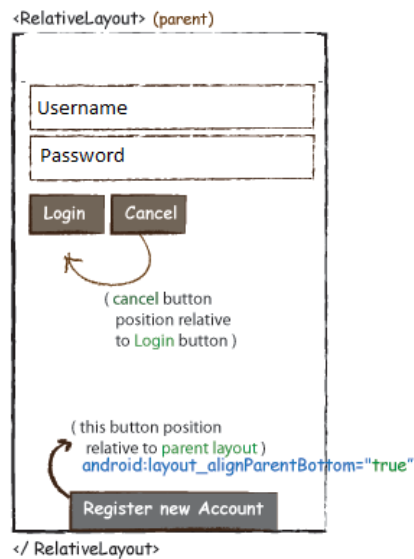 <RelativeLayout> (parent)
Username
Password
Login Cancel
( cancel button
position relative
to Login button )
( this button position
relative to parent layout )
android:layout_alignParentBottom="true"
Register new Account
</ RelativeLayout>